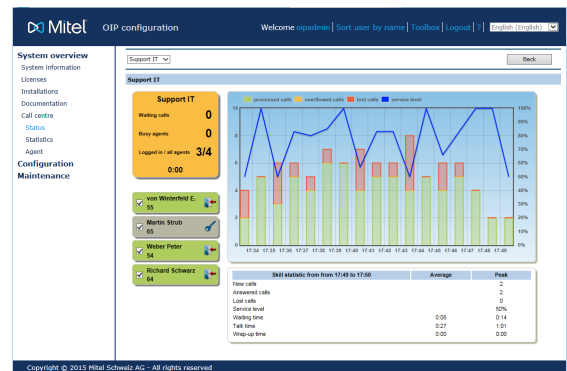 Mitel OIP configuration Welcome oipadmin | Sort user by name | Toolbox | Logout | ? | English (English)
System overview
System information
Licenses
Installations
Documentation
Call centre
Status
Statistics
Agent
Configuration
Maintenance
Support IT Back
Support IT
Support IT
Waiting calls 0
Busy agents 0
Logged in / all agents 3/4
0:00
von Winterfeld E.
55
Martin Strub
65
Weber Peter
54
Richard Schwarz
64
processed calls overflowed calls lost calls service level
10 100%
90%
8 80%
70%
6 60%
50%
4 40%
30%
2 20%
10%
0 0%
17:34 17:35 17:36 17:37 17:38 17:39 17:40 17:41 17:42 17:43 17:44 17:45 17:46 17:47 17:48 17:49
Skill statistic from from 17:49 to 17:50 Average Peak
New calls 2
Answered calls 2
Lost calls 0
Service level 50%
Waiting time 0:08 0:14
Talk time 0:27 1:01
Wrap-up time 0:00 0:00
Copyright © 2015 Mitel Schweiz AG - All rights reserved